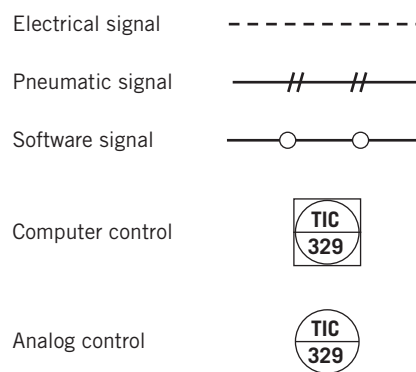 Electrical signal
Pneumatic signal
Software signal
Computer control
TIC
329
Analog control
TIC
329